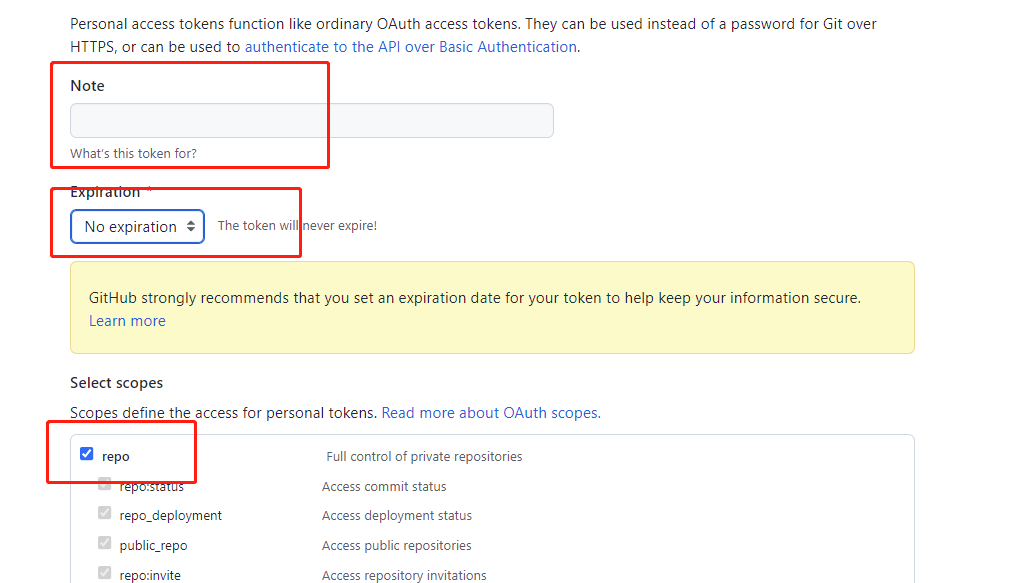 Personal access tokens function like ordinary OAuth access tokens. They can be used instead of a password for Git over
HTTPS, or can be used to authenticate to the API over Basic Authentication.
Note
What's this token for?
Expiration *
No expiration The token will never expire!
GitHub strongly recommends that you set an expiration date for your token to help keep your information secure.
Learn more
Select scopes
Scopes define the access for personal tokens. Read more about OAuth scopes.
repo Full control of private repositories
repo:status Access commit status
repo_deployment Access deployment status
public_repo Access public repositories
repo:invite Access repository invitations